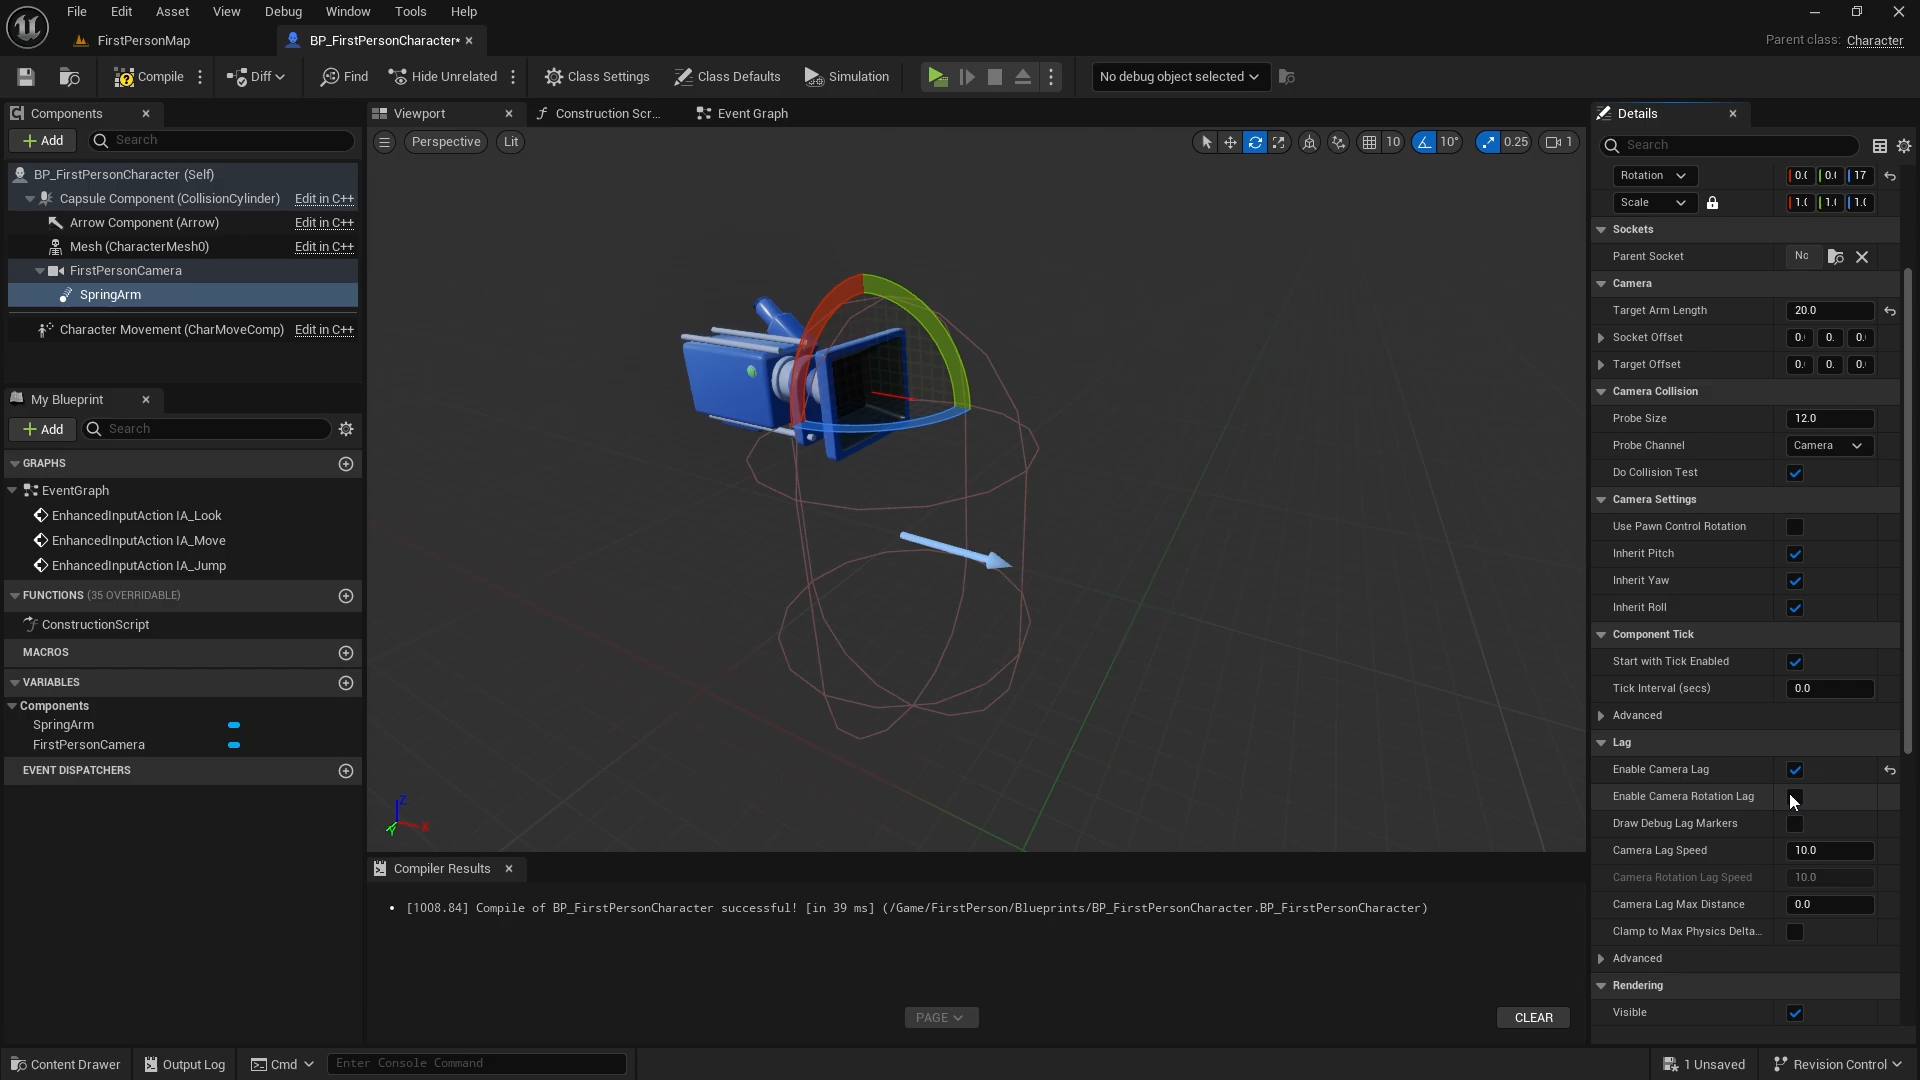 File Edit Asset View Debug Window Tools Help
FirstPersonMap
BP_FirstPersonCharacter*
Parent class: Character
Compile
Diff
Find
Hide Unrelated
Class Settings
Class Defaults
Simulation
No debug object selected
Components
Add
Search
BP_FirstPersonCharacter (Self)
Capsule Component (CollisionCylinder) Edit in C++
Arrow Component (Arrow) Edit in C++
Mesh (CharacterMesh0) Edit in C++
FirstPersonCamera
SpringArm
Character Movement (CharMoveComp) Edit in C++
My Blueprint
Add
Search
GRAPHS
EventGraph
EnhancedInputAction IA_Look
EnhancedInputAction IA_Move
EnhancedInputAction IA_Jump
FUNCTIONS (35 OVERRIDABLE)
ConstructionScript
MACROS
VARIABLES
Components
SpringArm
FirstPersonCamera
EVENT DISPATCHERS
Viewport
Construction Scr...
Event Graph
Perspective
Lit
10
10°
0.25
1
Z
X
Y
Compiler Results
• [1008.84] Compile of BP_FirstPersonCharacter successful! [in 39 ms] (/Game/FirstPerson/Blueprints/BP_FirstPersonCharacter.BP_FirstPersonCharacter)
PAGE
CLEAR
Details
Search
Rotation 0.( 0.( 17
Scale 1.( 1.( 1.(
Sockets
Parent Socket Nc
Camera
Target Arm Length 20.0
Socket Offset 0. 0. 0.
Target Offset 0. 0. 0.
Camera Collision
Probe Size 12.0
Probe Channel Camera
Do Collision Test
Camera Settings
Use Pawn Control Rotation
Inherit Pitch
Inherit Yaw
Inherit Roll
Component Tick
Start with Tick Enabled
Tick Interval (secs) 0.0
Advanced
Lag
Enable Camera Lag
Enable Camera Rotation Lag
Draw Debug Lag Markers
Camera Lag Speed 10.0
Camera Rotation Lag Speed 10.0
Camera Lag Max Distance 0.0
Clamp to Max Physics Delta...
Advanced
Rendering
Visible
Content Drawer
Output Log
Cmd
Enter Console Command
1 Unsaved
Revision Control